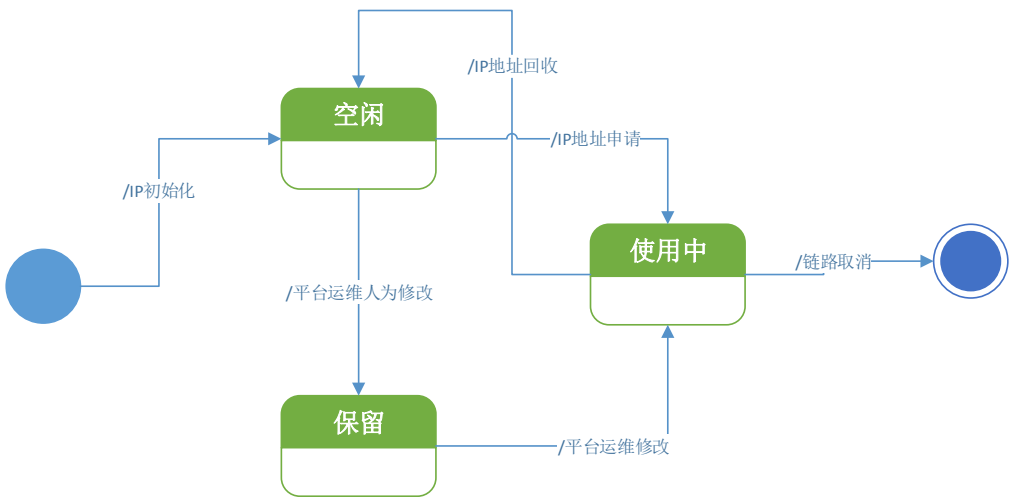 /IP地址回收
空闲
/IP地址申请
/IP初始化
使用中
/链路取消
/平台运维人为修改
保留
/平台运维修改